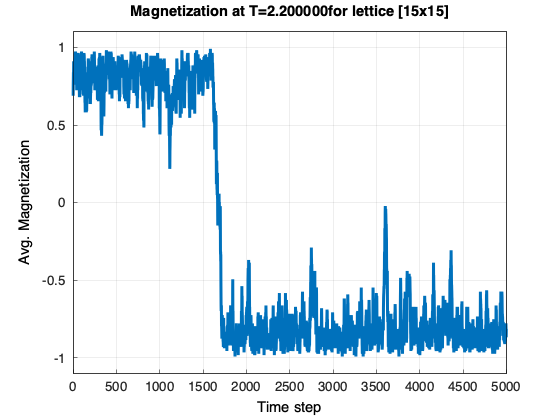 Magnetization at T=2.200000for lattice [15x15]
1
0.5
0
-0.5
-1
Avg. Magnetization
0 500 1000 1500 2000 2500 3000 3500 4000 4500 5000
Time step